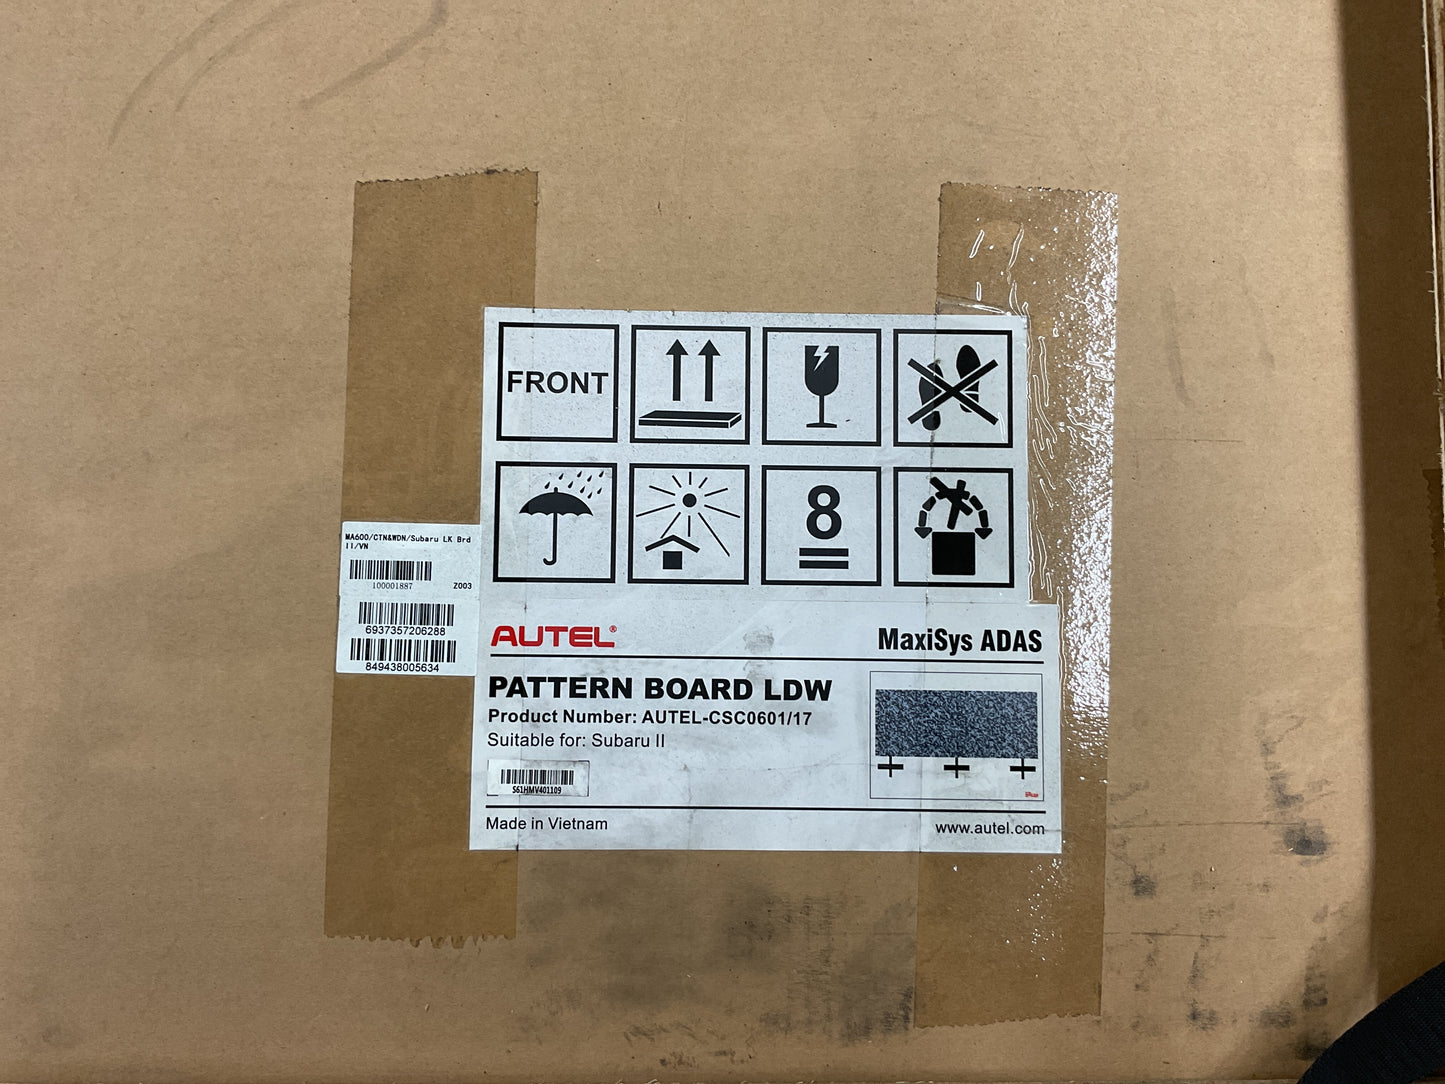 FRONT
8
MA600/CTN&WDN/Subaru LK Brd
II/VN
100001887 Z003
6937357206288
849438005634
AUTEL®
MaxiSys ADAS
PATTERN BOARD LDW
Product Number: AUTEL-CSC0601/17
Suitable for: Subaru II
S61HMV401109
Made in Vietnam
www.autel.com